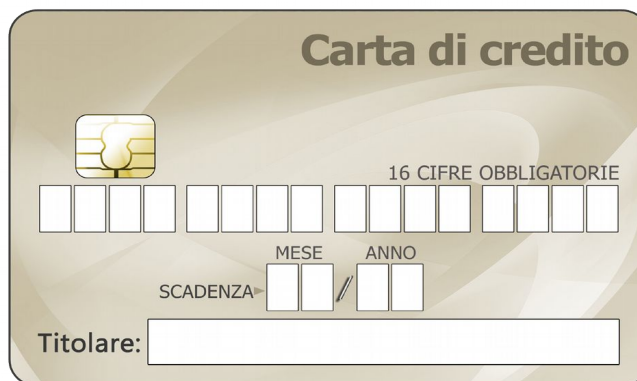 Carta di credito
16 CIFRE OBBLIGATORIE
MESE ANNO
SCADENZA /
Titolare: